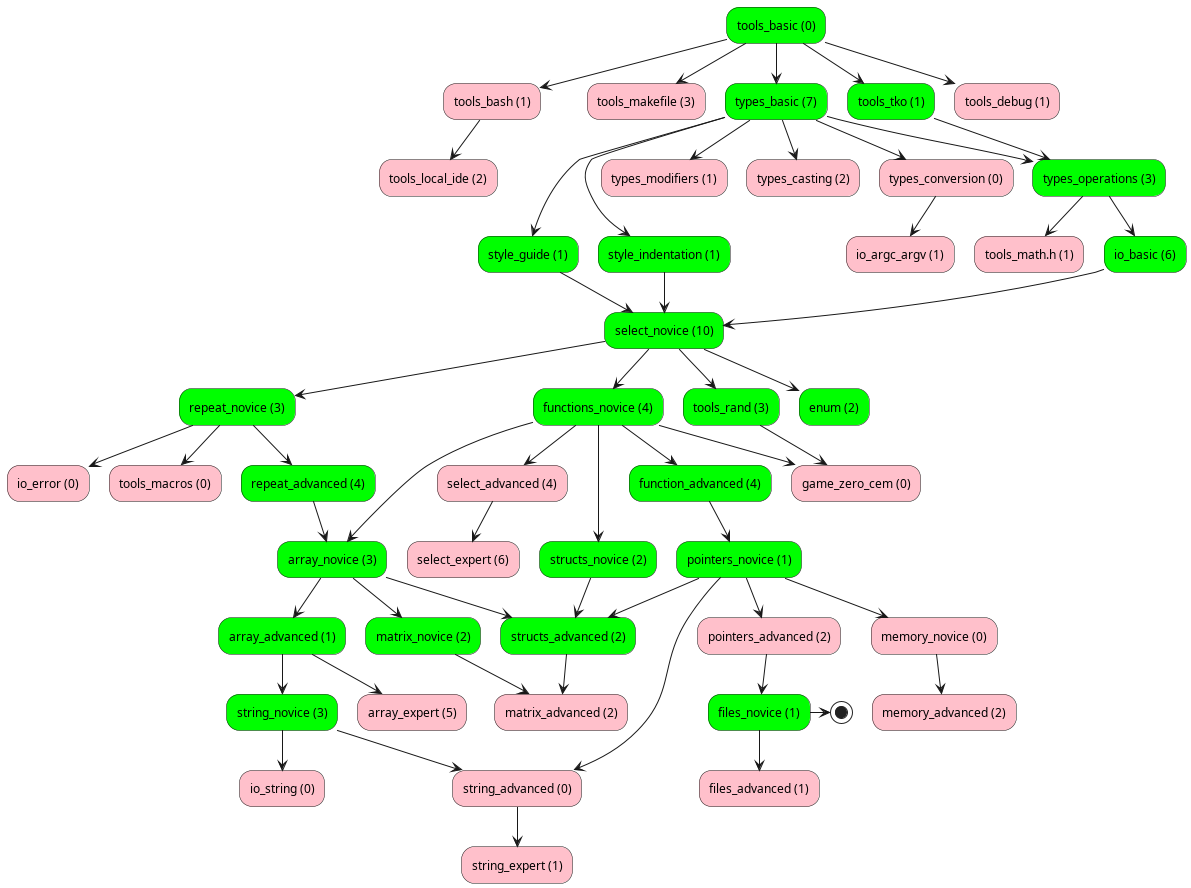 tools_basic (0)
tools_bash (1)
tools_makefile (3)
types_basic (7)
tools_tko (1)
tools_debug (1)
tools_local_ide (2)
types_modifiers (1)
types_casting (2)
types_conversion (0)
types_operations (3)
style_guide (1)
style_indentation (1)
io_argc_argv (1)
tools_math.h (1)
io_basic (6)
select_novice (10)
repeat_novice (3)
functions_novice (4)
tools_rand (3)
enum (2)
io_error (0)
tools_macros (0)
repeat_advanced (4)
select_advanced (4)
function_advanced (4)
game_zero_cem (0)
array_novice (3)
select_expert (6)
structs_novice (2)
pointers_novice (1)
array_advanced (1)
matrix_novice (2)
structs_advanced (2)
pointers_advanced (2)
memory_novice (0)
string_novice (3)
array_expert (5)
matrix_advanced (2)
files_novice (1)
memory_advanced (2)
io_string (0)
string_advanced (0)
files_advanced (1)
string_expert (1)